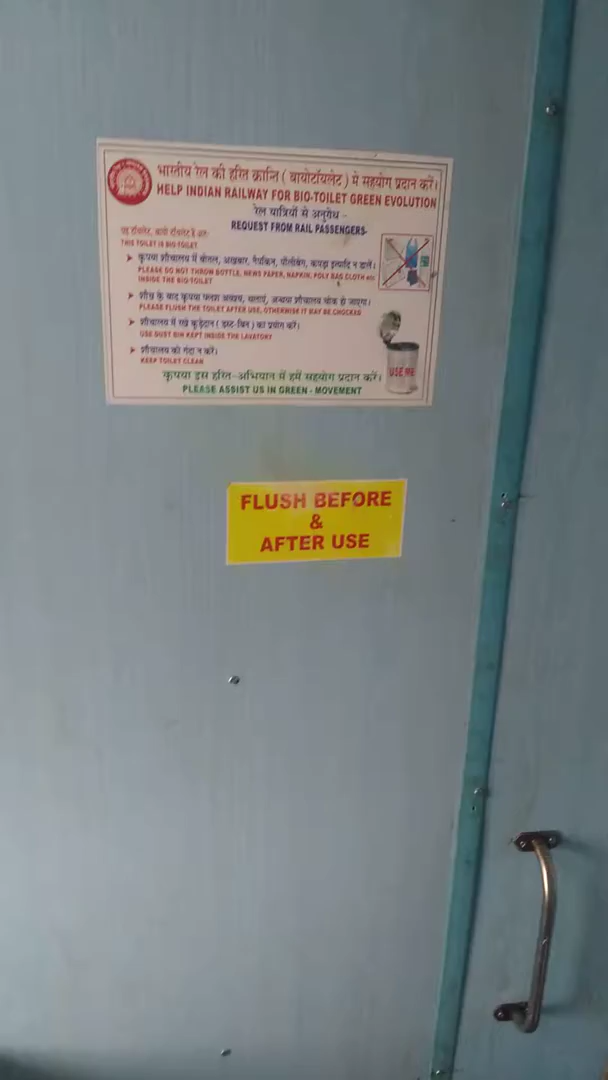 भारतीय रेल की हरित क्रान्ति ( बायोटॉयलेट ) में सहयोग प्रदान करें।
HELP INDIAN RAILWAY FOR BIO-TOILET GREEN EVOLUTION
रेल यात्रियों से अनुरोध -
REQUEST FROM RAIL PASSENGERS-
यह टॉयलेट, बायो टॉयलेट है अतः
THIS TOILET IS BIO-TOILET
➤ कृपया शौचालय में बोतल, अखबार, नैपकिन, पॉलीबैग, कपड़ा इत्यादि न डालें।
PLEASE DO NOT THROW BOTTLE, NEWS PAPER, NAPKIN, POLY BAG CLOTH etc
INSIDE THE BIO-TOILET
➤ शौच के बाद कृपया फ्लश अवश्य, चलाएं, अन्यथा शौचालय चोक हो जाएगा।
PLEASE FLUSH THE TOILET AFTER USE, OTHERWISE IT MAY BE CHOCKED
➤ शौचालय में रखे कूड़ेदान ( डस्ट-बिन ) का प्रयोग करें।
USE DUST BIN KEPT INSIDE THE LAVATORY
➤ शौचालय को गंदा न करें।
KEEP TOILET CLEAN
USE ME
कृपया इस हरित-अभियान में हमें सहयोग प्रदान करें।
PLEASE ASSIST US IN GREEN - MOVEMENT
FLUSH BEFORE
&
AFTER USE